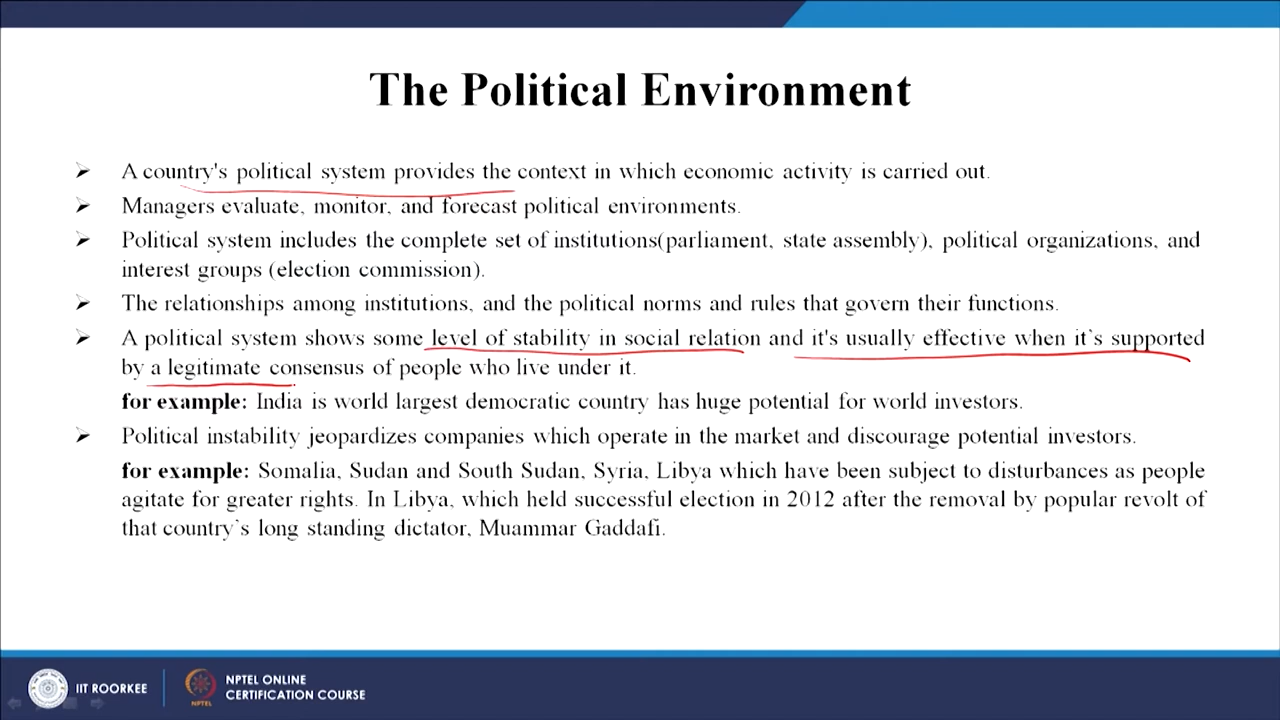 The Political Environment
➢ A country's political system provides the context in which economic activity is carried out.
➢ Managers evaluate, monitor, and forecast political environments.
➢ Political system includes the complete set of institutions(parliament, state assembly), political organizations, and
interest groups (election commission).
➢ The relationships among institutions, and the political norms and rules that govern their functions.
➢ A political system shows some level of stability in social relation and it's usually effective when it`s supported
by a legitimate consensus of people who live under it.
for example: India is world largest democratic country has huge potential for world investors.
➢ Political instability jeopardizes companies which operate in the market and discourage potential investors.
for example: Somalia, Sudan and South Sudan, Syria, Libya which have been subject to disturbances as people
agitate for greater rights. In Libya, which held successful election in 2012 after the removal by popular revolt of
that country`s long standing dictator, Muammar Gaddafi.
IIT ROORKEE
NPTEL
NPTEL ONLINE
CERTIFICATION COURSE